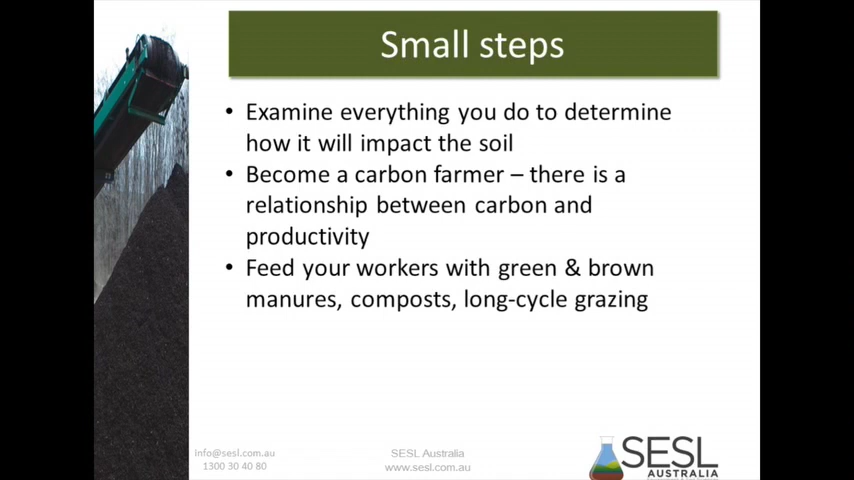 Small steps
• Examine everything you do to determine
how it will impact the soil
• Become a carbon farmer – there is a
relationship between carbon and
productivity
• Feed your workers with green & brown
manures, composts, long-cycle grazing
info@sesl.com.au
1300 30 40 80
SESL Australia
www.sesl.com.au
SESL
AUSTRALIA